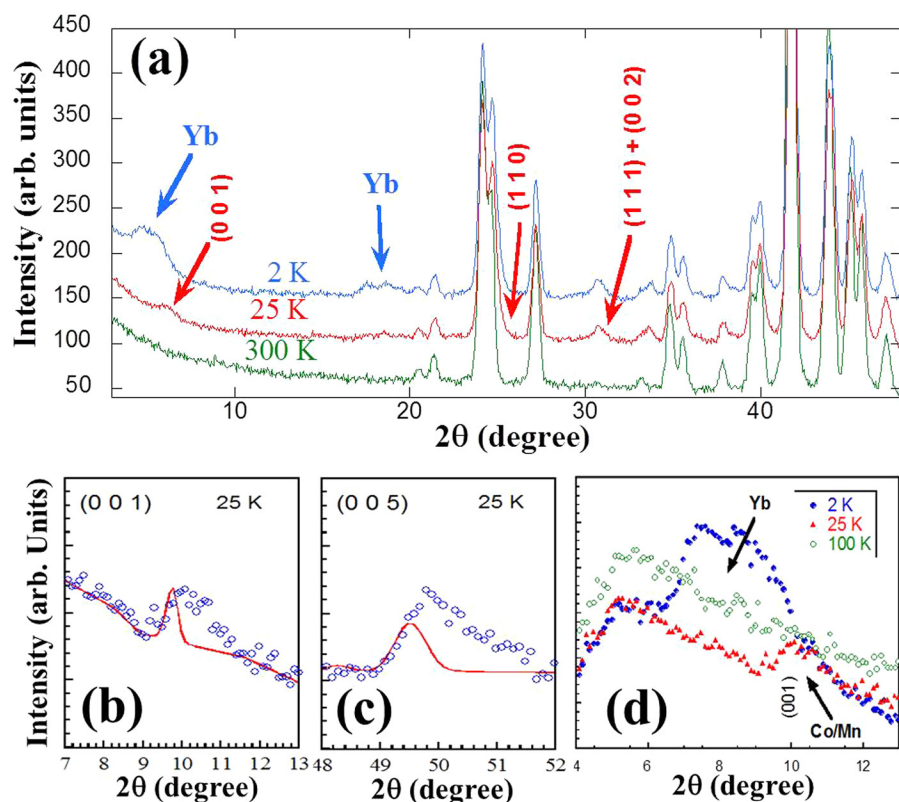 (a)
450
400
350
300
250
200
150
100
50
Intensity (arb. units)
Yb
(0 0 1)
Yb
(1 1 0)
(1 1 1) + (0 0 2)
2 K
25 K
300 K
10
20
30
40
2θ (degree)
(0 0 1) 25 K
(0 0 5) 25 K
Yb
2 K
25 K
100 K
Intensity (arb. Units)
(b)
(c)
(d)
(001)
Co/Mn
7 8 9 10 11 12 13
48 49 50 51 52
4 6 8 10 12
2θ (degree)
2θ (degree)
2θ (degree)